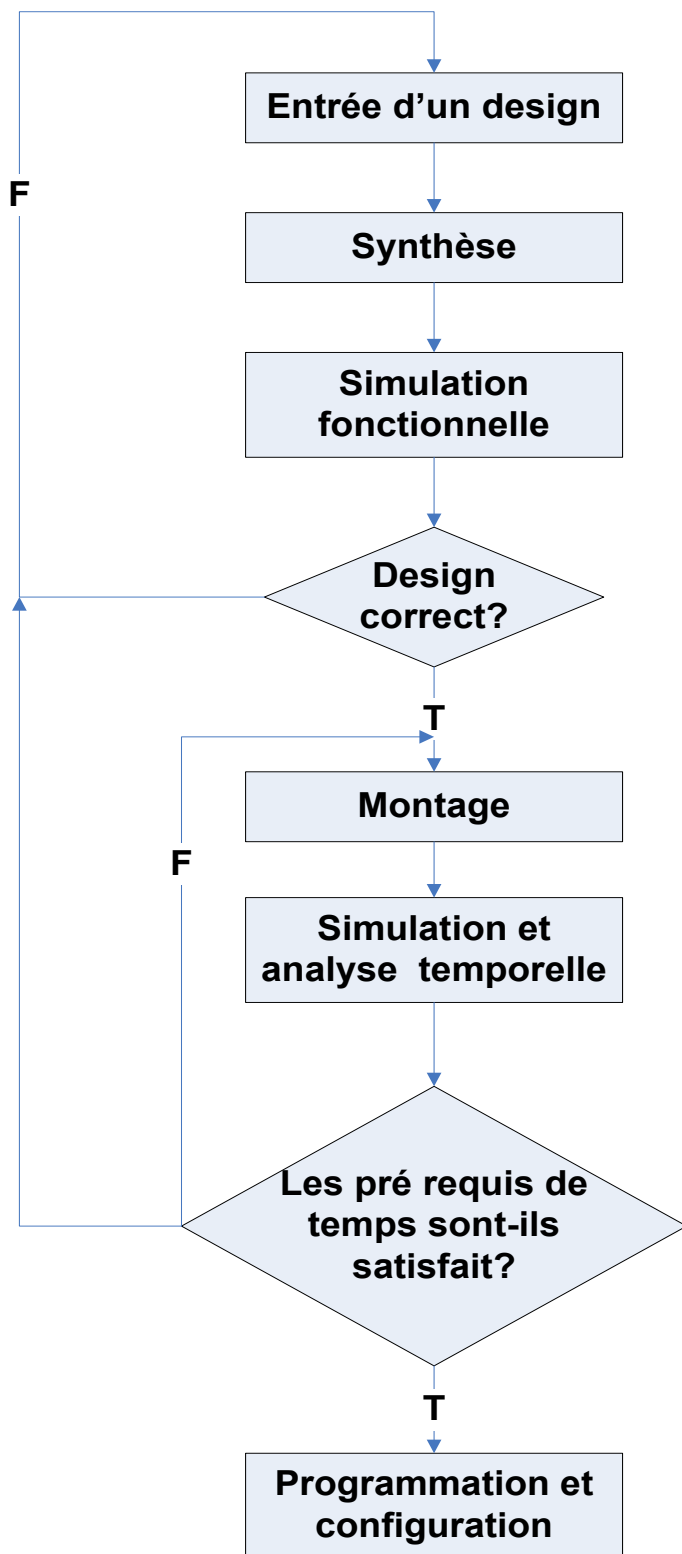 Entrée d'un design
F
Synthèse
Simulation
fonctionnelle
Design
correct?
T
Montage
F
Simulation et
analyse temporelle
Les pré requis de
temps sont-ils
satisfait?
T
Programmation et
configuration